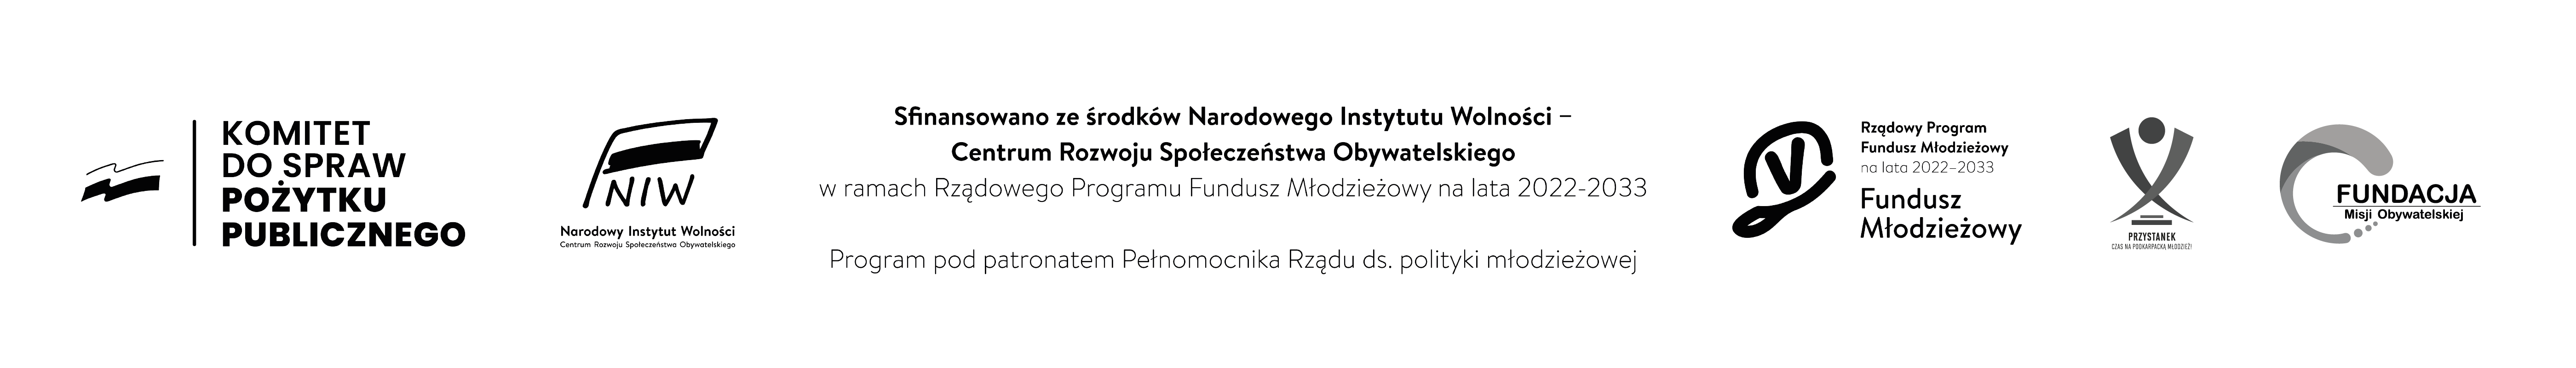 KOMITET
DO SPRAW
POŻYTKU
PUBLICZNEGO
NIW
Narodowy Instytut Wolności
Centrum Rozwoju Społeczeństwa Obywatelskiego
Sfinansowano ze środków Narodowego Instytutu Wolności –
Centrum Rozwoju Społeczeństwa Obywatelskiego
w ramach Rządowego Programu Fundusz Młodzieżowy na lata 2022-2033
Program pod patronatem Pełnomocnika Rządu ds. polityki młodzieżowej
Rządowy Program
Fundusz Młodzieżowy
na lata 2022–2033
Fundusz
Młodzieżowy
PRZYSTANEK
CZAS NA PODKARPACKĄ MŁODZIEŻ!
FUNDACJA
Misji Obywatelskiej